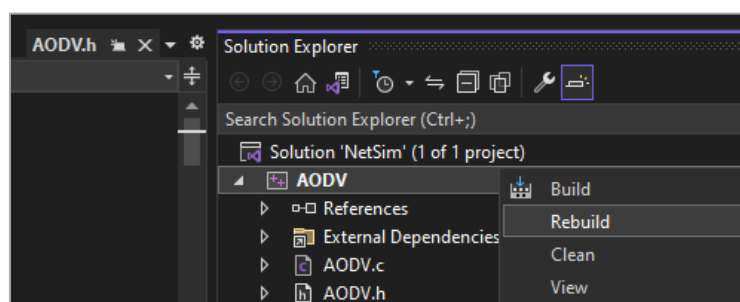 AODV.h
Solution Explorer
Search Solution Explorer (Ctrl+;)
Solution 'NetSim' (1 of 1 project)
AODV
References
External Dependencies
AODV.c
AODV.h
Build
Rebuild
Clean
View